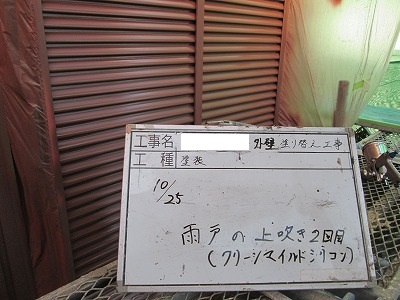 工事名 外壁塗り替え工事
工種 塗装
10/25
雨戸の上吹き2回目
(クリーンマイルドシリコン)